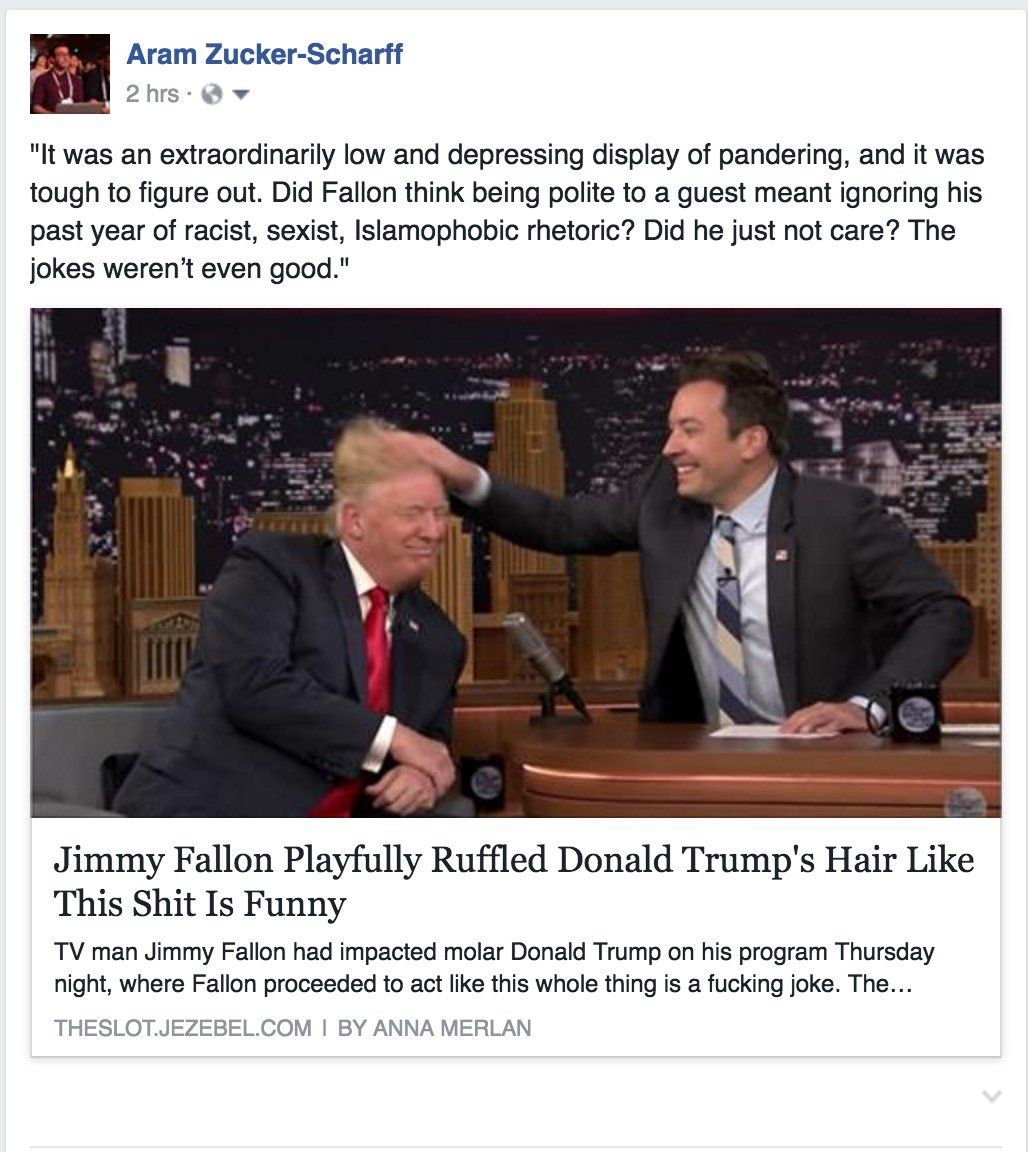 Aram Zucker-Scharff
2 hrs ·
"It was an extraordinarily low and depressing display of pandering, and it was
tough to figure out. Did Fallon think being polite to a guest meant ignoring his
past year of racist, sexist, Islamophobic rhetoric? Did he just not care? The
jokes weren’t even good."
Jimmy Fallon Playfully Ruffled Donald Trump's Hair Like
This Shit Is Funny
TV man Jimmy Fallon had impacted molar Donald Trump on his program Thursday
night, where Fallon proceeded to act like this whole thing is a fucking joke. The...
THESLOT.JEZEBEL.COM | BY ANNA MERLAN